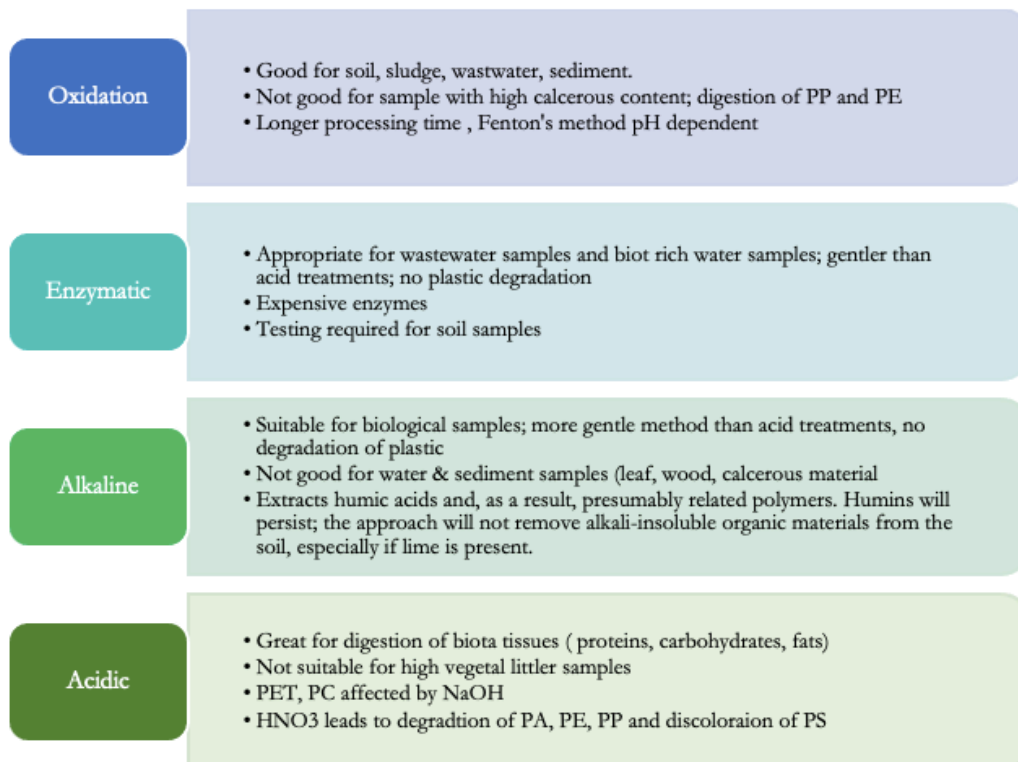 Oxidation
• Good for soil, sludge, wastwater, sediment.
• Not good for sample with high calcerous content; digestion of PP and PE
• Longer processing time , Fenton's method pH dependent
Enzymatic
• Appropriate for wastewater samples and biot rich water samples; gentler than
acid treatments; no plastic degradation
• Expensive enzymes
• Testing required for soil samples
Alkaline
• Suitable for biological samples; more gentle method than acid treatments, no
degradation of plastic
• Not good for water & sediment samples (leaf, wood, calcerous material
• Extracts humic acids and, as a result, presumably related polymers. Humins will
persist; the approach will not remove alkali-insoluble organic materials from the
soil, especially if lime is present.
Acidic
• Great for digestion of biota tissues ( proteins, carbohydrates, fats)
• Not suitable for high vegetal littler samples
• PET, PC affected by NaOH
• HNO3 leads to degradtion of PA, PE, PP and discoloraion of PS